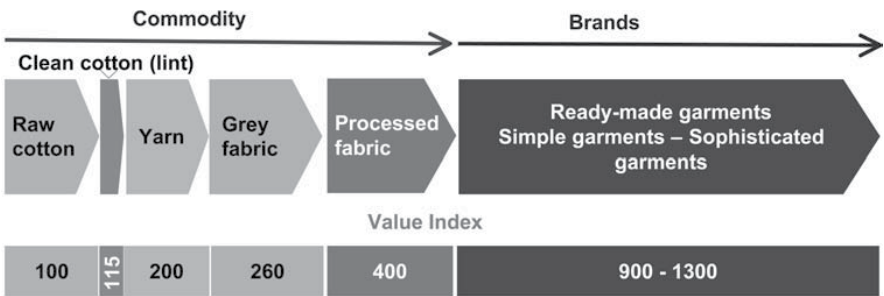 Commodity
Brands
Clean cotton (lint)
Raw
cotton
Yarn
Grey
fabric
Processed
fabric
Ready-made garments
Simple garments – Sophisticated
garments
Value Index
100
115
200
260
400
900 - 1300